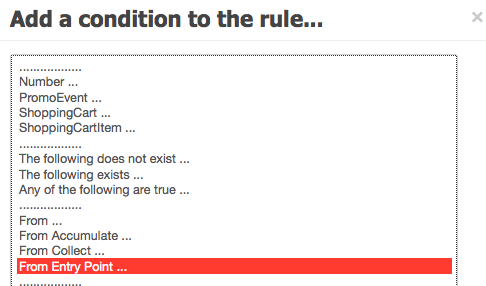 Add a condition to the rule...
×
..................
Number ...
PromoEvent ...
ShoppingCart ...
ShoppingCartItem ...
..................
The following does not exist ...
The following exists ...
Any of the following are true ...
..................
From ...
From Accumulate ...
From Collect ...
From Entry Point ...
..................